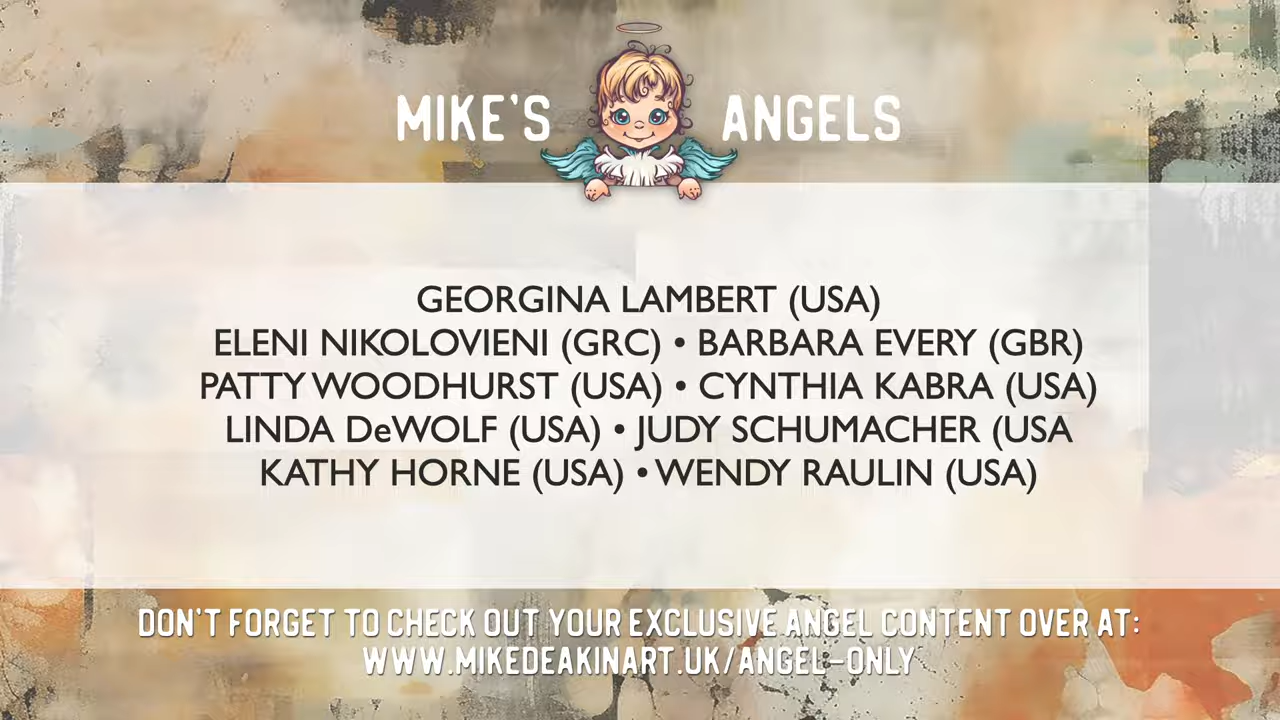 MIKE'S ANGELS
GEORGINA LAMBERT (USA)
ELENI NIKOLOVIENI (GRC) • BARBARA EVERY (GBR)
PATTY WOODHURST (USA) • CYNTHIA KABRA (USA)
LINDA DeWOLF (USA) • JUDY SCHUMACHER (USA
KATHY HORNE (USA) • WENDY RAULIN (USA)
DON'T FORGET TO CHECK OUT YOUR EXCLUSIVE ANGEL CONTENT OVER AT:
WWW.MIKEDEAKINART.UK/ANGEL-ONLY